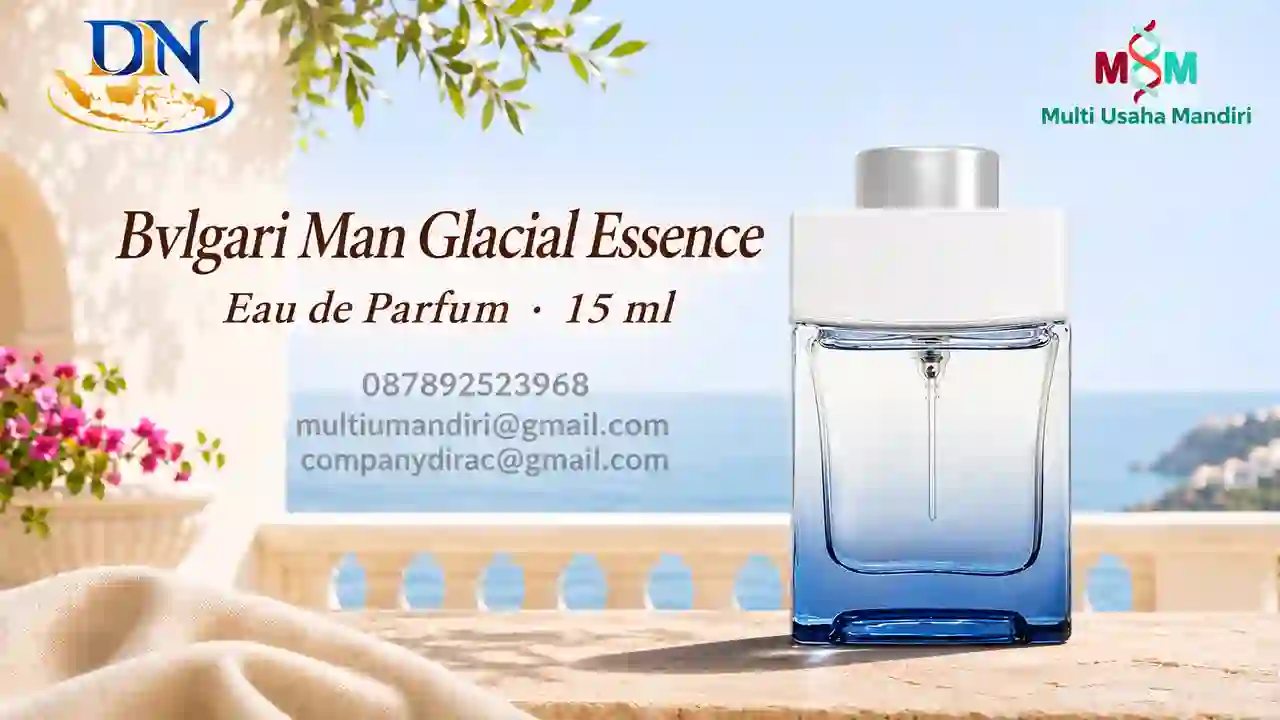 DN
M M
Multi Usaha Mandiri
Bvlgari Man Glacial Essence
Eau de Parfum · 15 ml
087892523968
multiumandiri@gmail.com
companydirac@gmail.com